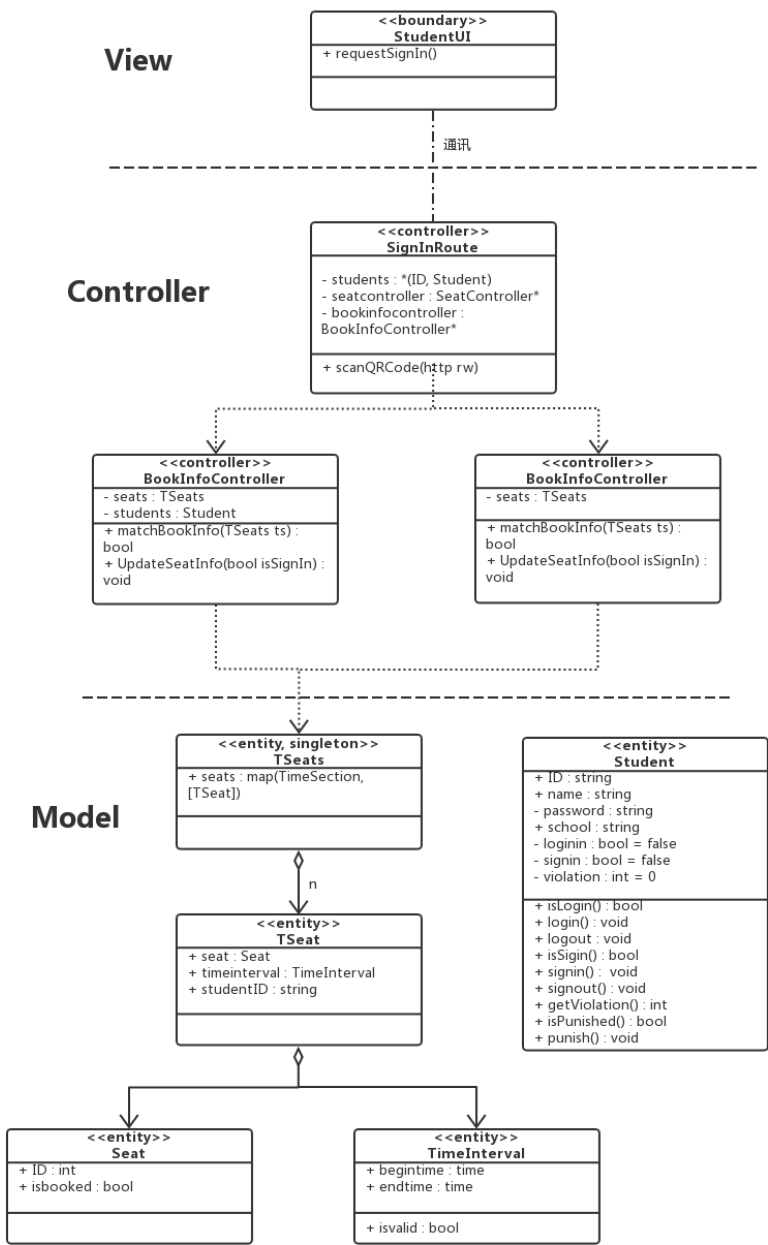 View
<<boundary>>
StudentUI
+ requestSignIn()
通讯
Controller
<<controller>>
SignInRoute
- students : *(ID, Student)
- seatcontroller : SeatController*
- bookinfocontroller :
BookInfoController*
+ scanQRCode(http rw)
<<controller>>
BookInfoController
- seats : TSeats
- students : Student
+ matchBookInfo(TSeats ts) :
bool
+ UpdateSeatInfo(bool isSignIn) :
void
<<controller>>
BookInfoController
- seats : TSeats
+ matchBookInfo(TSeats ts) :
bool
+ UpdateSeatInfo(bool isSignIn) :
void
Model
<<entity, singleton>>
TSeats
+ seats : map(TimeSection,
[TSeat])
n
<<entity>>
TSeat
+ seat : Seat
+ timeinterval : TimeInterval
+ studentID : string
<<entity>>
Student
+ ID : string
+ name : string
- password : string
+ school : string
- loginin : bool = false
- signin : bool = false
- violation : int = 0
+ isLogin() : bool
+ login() : void
+ logout : void
+ isSigin() : bool
+ signin() :  void
+ signout() : void
+ getViolation() : int
+ isPunished() : bool
+ punish() : void
<<entity>>
Seat
+ ID : int
+ isbooked : bool
<<entity>>
TimeInterval
+ begintime : time
+ endtime : time
+ isvalid : bool